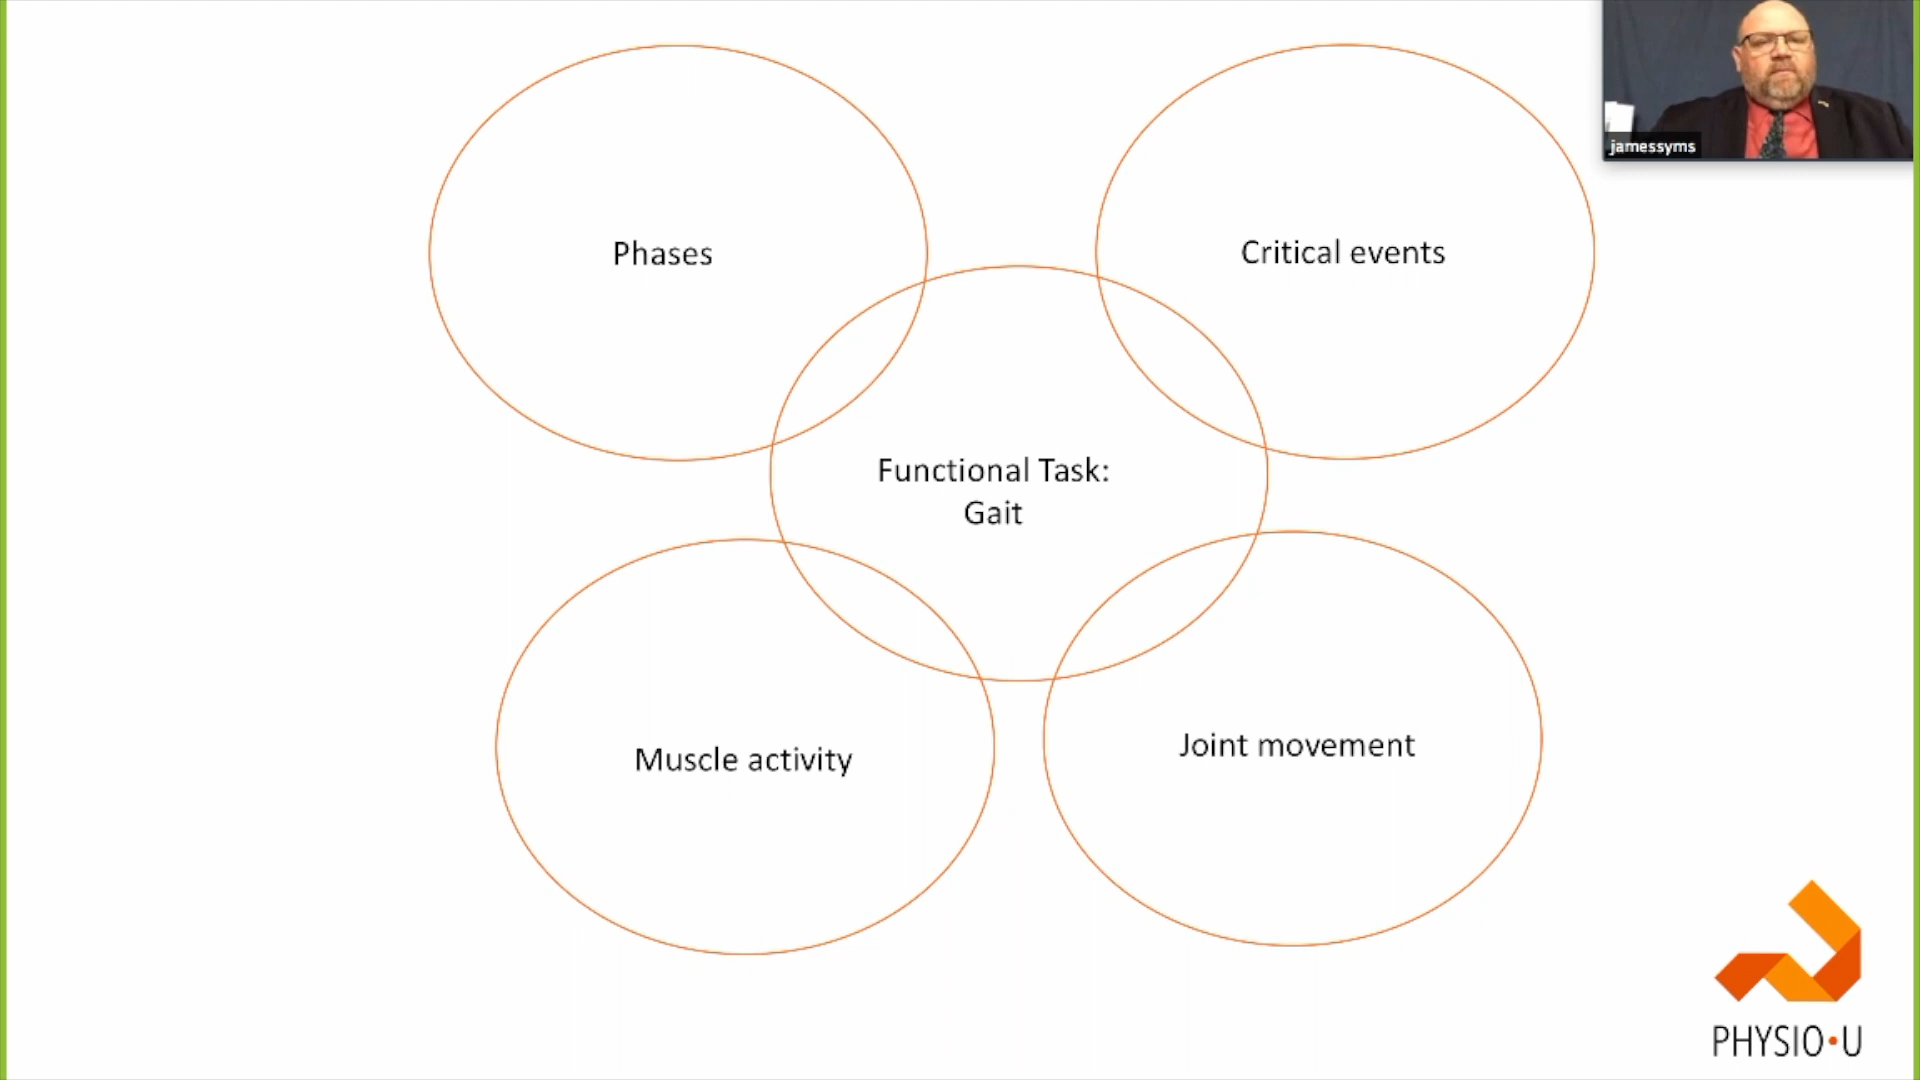 jamessyms
Phases
Critical events
Functional Task:
Gait
Muscle activity
Joint movement
PHYSIO•U